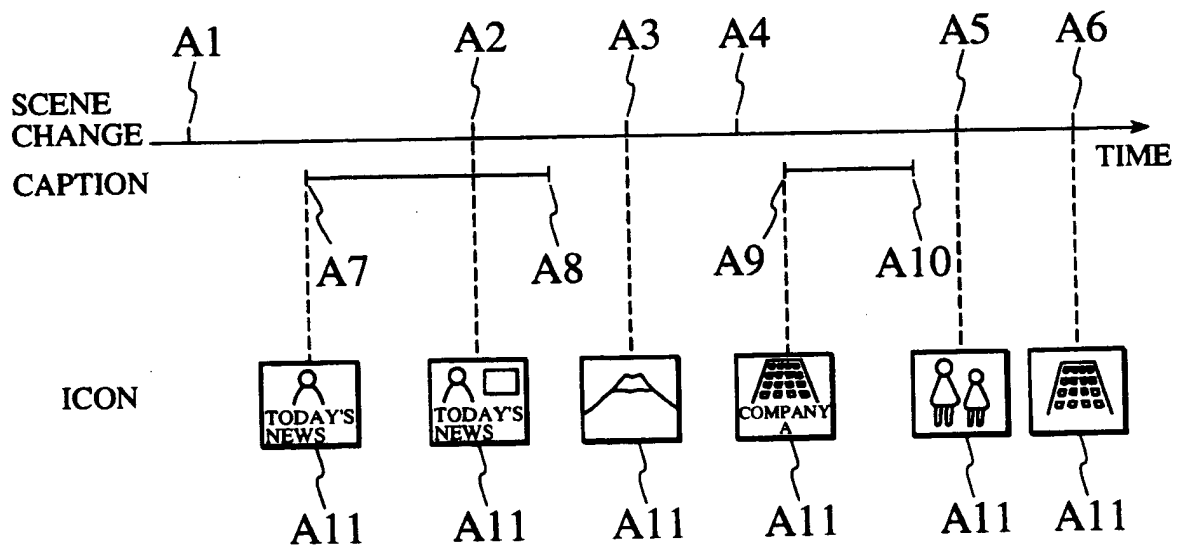 A1 A2 A3 A4 A5 A6
SCENE
CHANGE
TIME
CAPTION
A7 A8 A9 A10
ICON
TODAY'S
NEWS
TODAY'S
NEWS
COMPANY
A
A11 A11 A11 A11 A11 A11